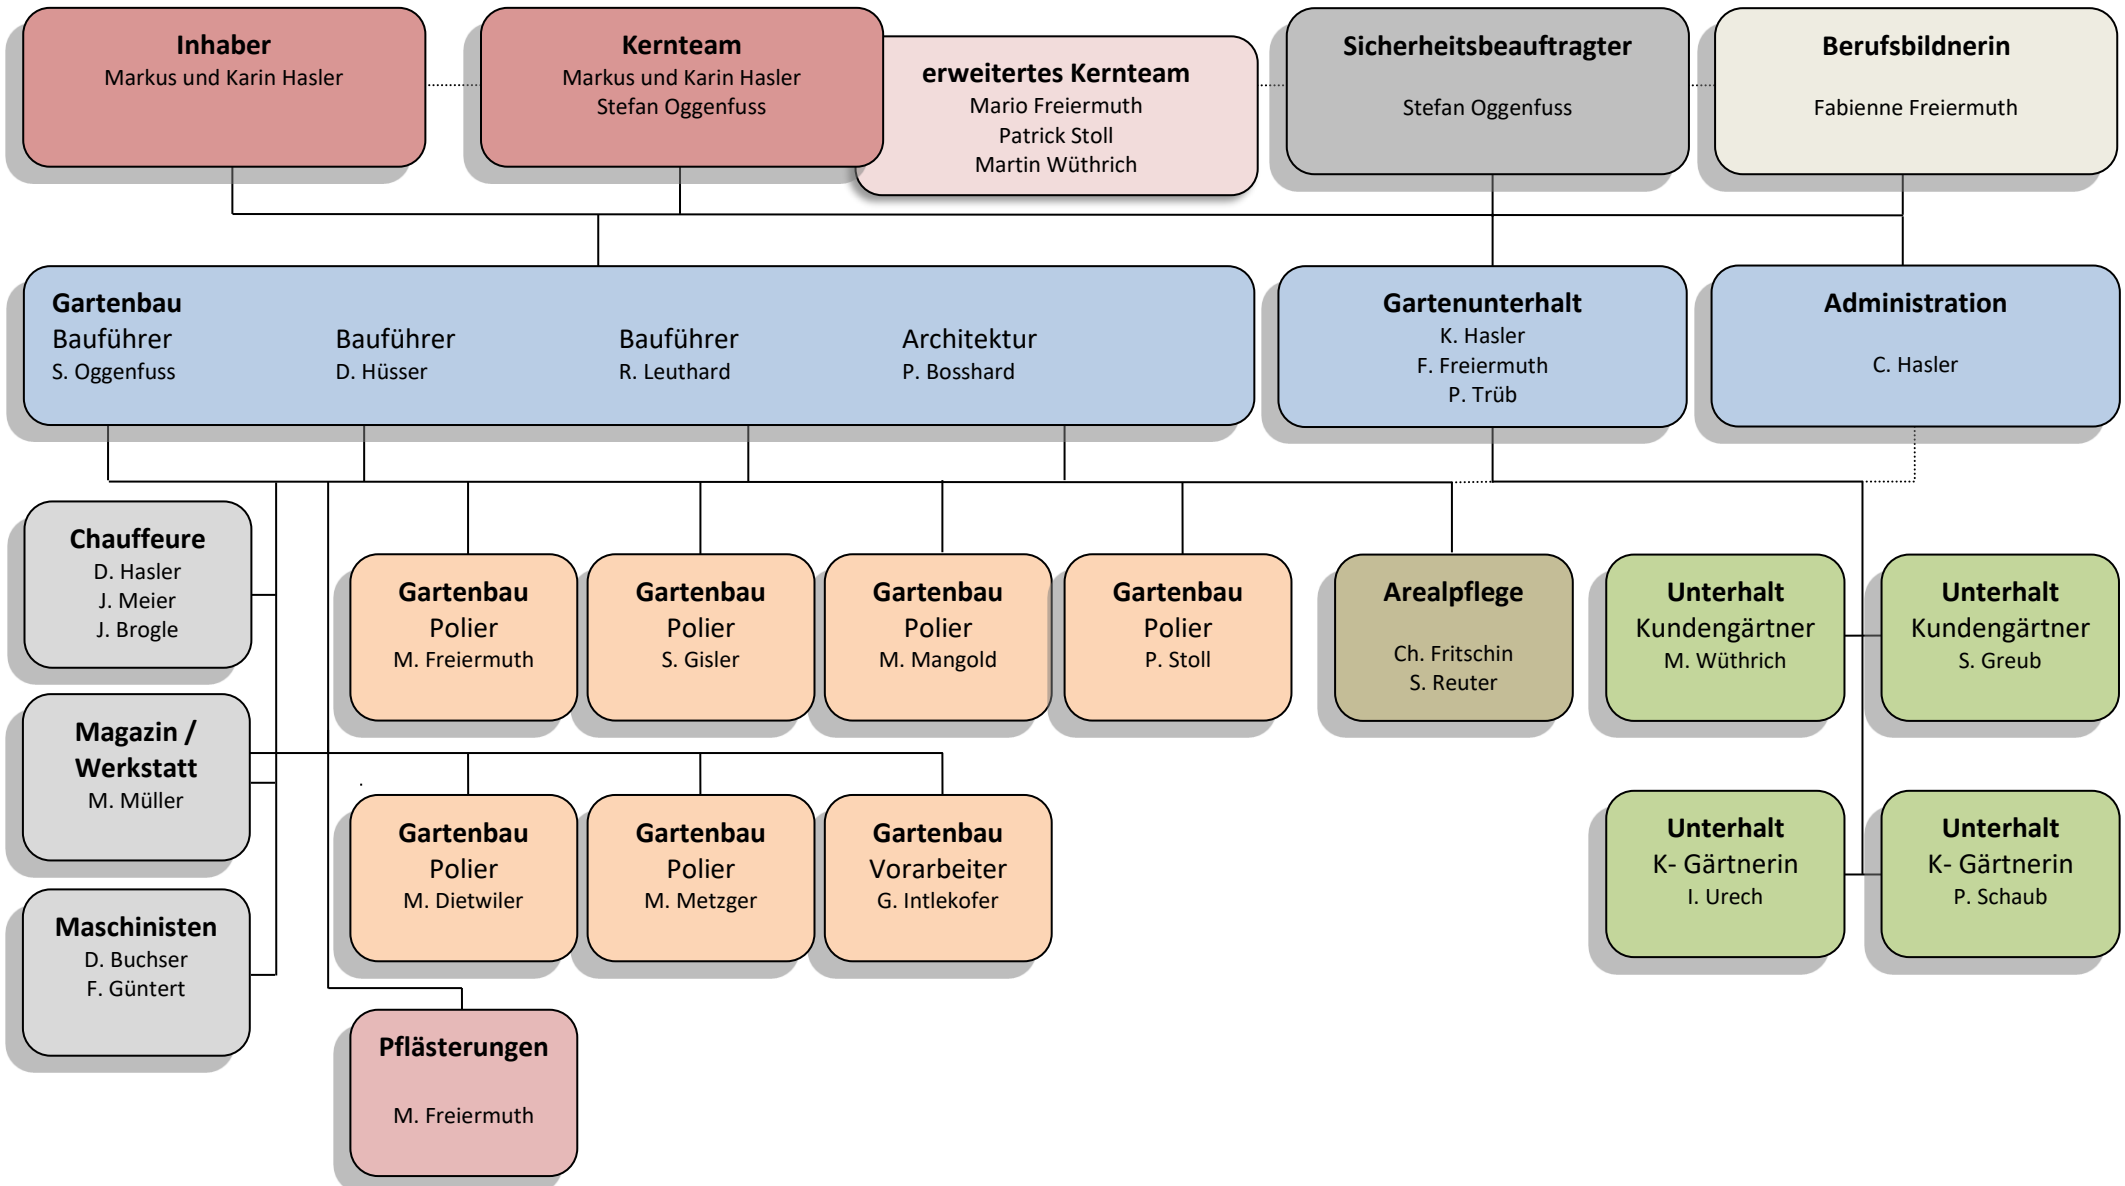 Inhaber
Markus und Karin Hasler
Kernteam
Markus und Karin Hasler
Stefan Oggenfuss
erweitertes Kernteam
Mario Freiermuth
Patrick Stoll
Martin Wüthrich
Sicherheitsbeauftragter
Stefan Oggenfuss
Berufsbildnerin
Fabienne Freiermuth
Gartenbau
Bauführer
S. Oggenfuss
Bauführer
D. Hüsser
Bauführer
R. Leuthard
Architektur
P. Bosshard
Gartenunterhalt
K. Hasler
F. Freiermuth
P. Trüb
Administration
C. Hasler
Chauffeure
D. Hasler
J. Meier
J. Brogle
Gartenbau
Polier
M. Freiermuth
Gartenbau
Polier
S. Gisler
Gartenbau
Polier
M. Mangold
Gartenbau
Polier
P. Stoll
Arealpflege
Ch. Fritschin
S. Reuter
Unterhalt
Kundengärtner
M. Wüthrich
Unterhalt
Kundengärtner
S. Greub
Magazin /
Werkstatt
M. Müller
Gartenbau
Polier
M. Dietwiler
Gartenbau
Polier
M. Metzger
Gartenbau
Vorarbeiter
G. Intlekofer
Unterhalt
K- Gärtnerin
I. Urech
Unterhalt
K- Gärtnerin
P. Schaub
Maschinisten
D. Buchser
F. Güntert
Pflästerungen
M. Freiermuth